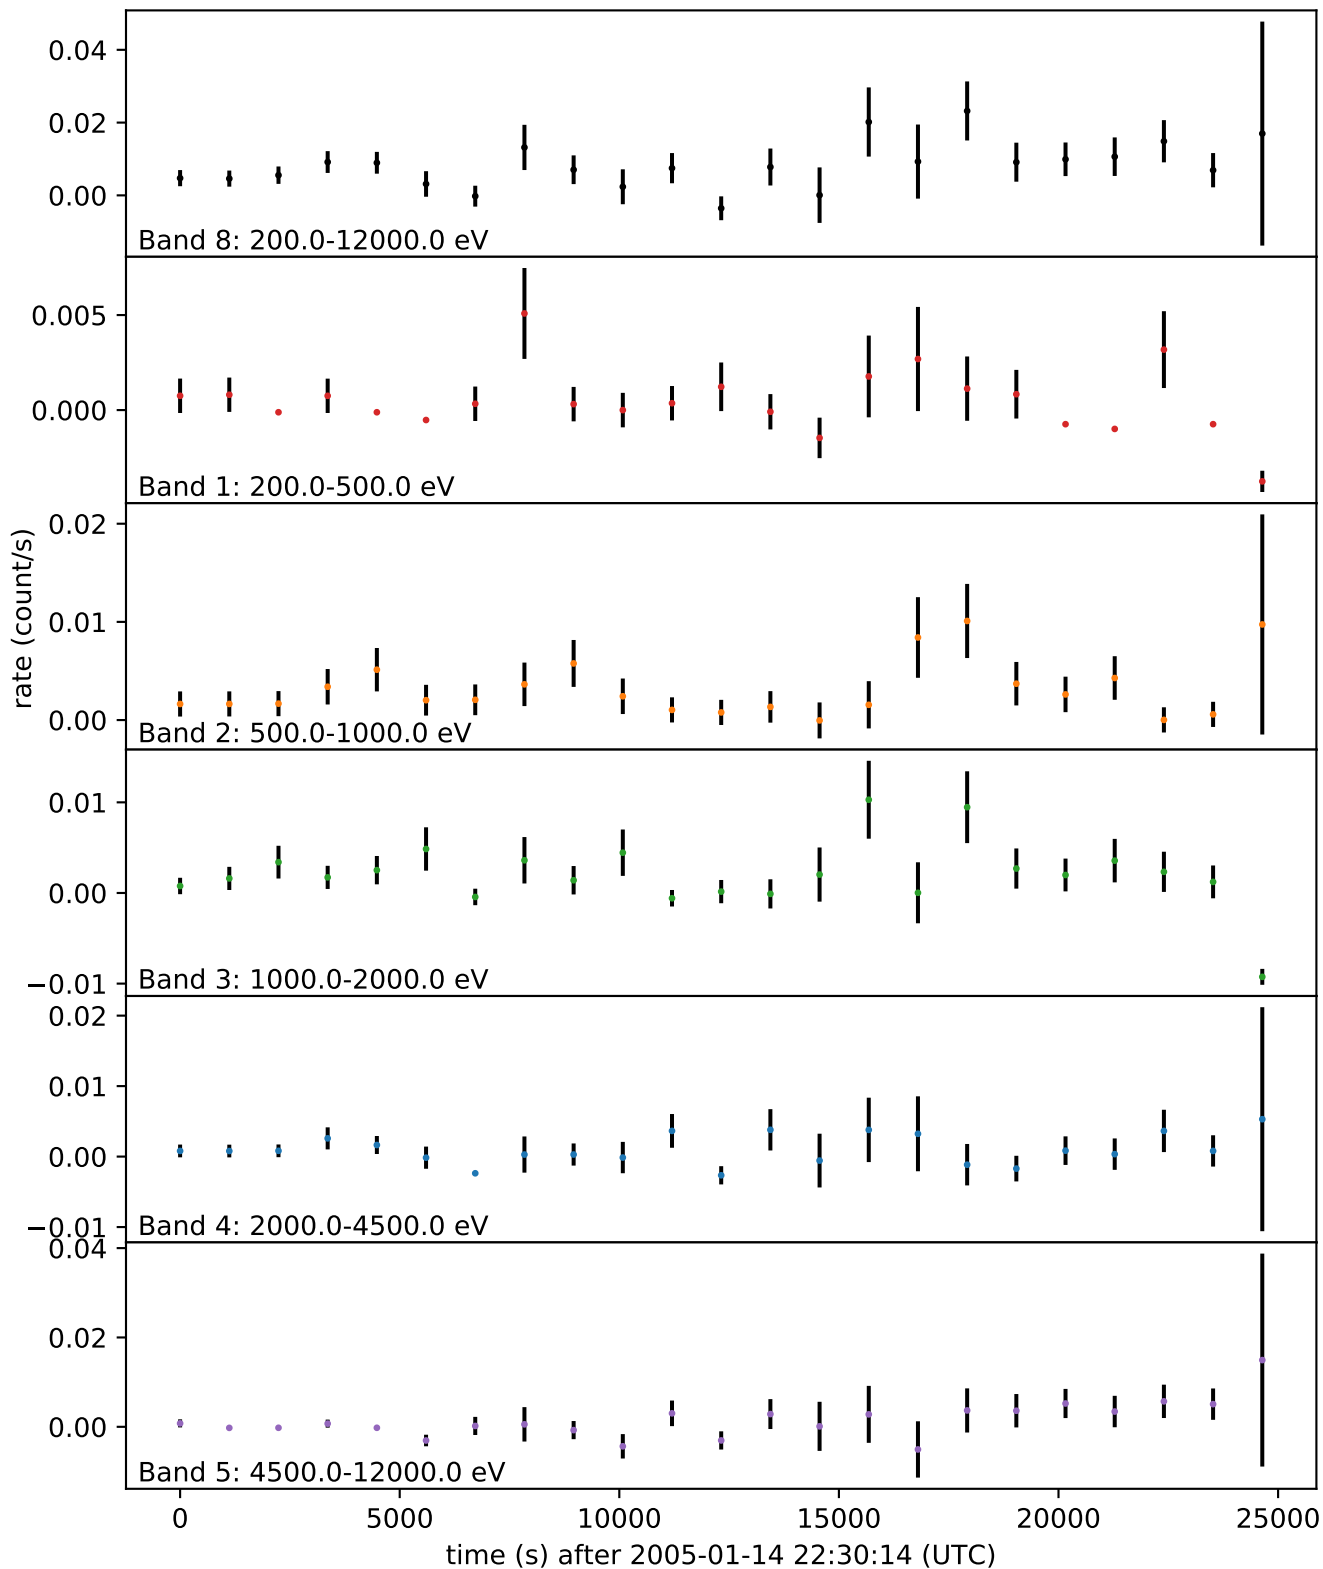 0.04
0.02
0.00
Band 8: 200.0-12000.0 eV
0.005
0.000
Band 1: 200.0-500.0 eV
rate (count/s)
0.02
0.01
0.00
Band 2: 500.0-1000.0 eV
0.01
0.00
−0.01
Band 3: 1000.0-2000.0 eV
0.02
0.01
0.00
−0.01
Band 4: 2000.0-4500.0 eV
0.04
0.02
0.00
Band 5: 4500.0-12000.0 eV
0 5000 10000 15000 20000 25000
time (s) after 2005-01-14 22:30:14 (UTC)